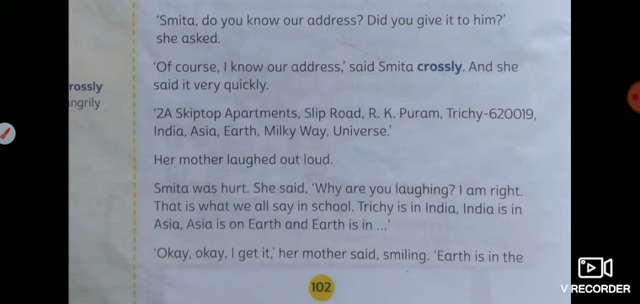 'Smita, do you know our address? Did you give it to him?'
she asked.
'Of course, I know our address,' said Smita crossly. And she
said it very quickly.
rossly
ngrily
'2A Skiptop Apartments, Slip Road, R. K. Puram, Trichy-620019,
India, Asia, Earth, Milky Way, Universe.'
Her mother laughed out loud.
Smita was hurt. She said, 'Why are you laughing? I am right.
That is what we all say in school. Trichy is in India, India is in
Asia, Asia is on Earth and Earth is in ...'
'Okay, okay, I get it,' her mother said, smiling. 'Earth is in the
102
V RECORDER